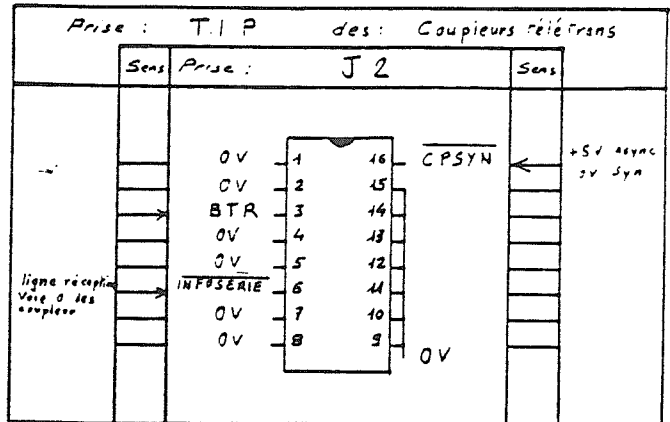 Prise : T.I.P des : Coupleurs télétrans
Sens Prise : J 2 Sens
0V 1 16 CPSYN +5V async
0V 2 15 0V syn
BTR 3 14
0V 4 13
0V 5 12
ligne réception INFOSERIE 6 11
Voie 0 des
coupleur
0V 7 10
0V 8 9
0V